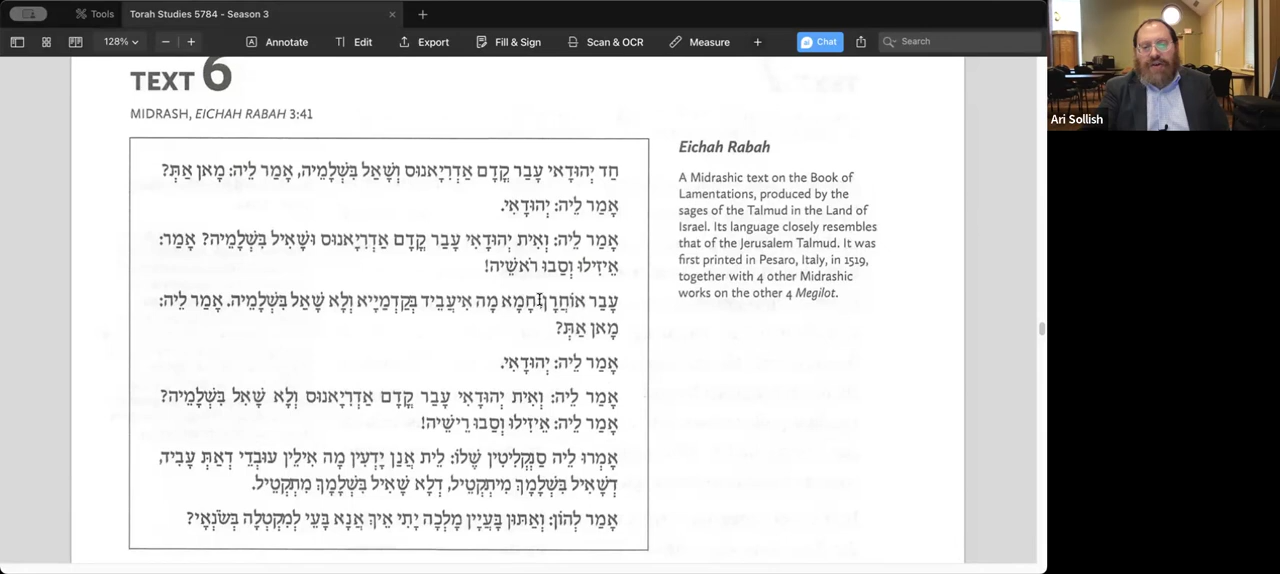 Tools
Torah Studies 5784 - Season 3
128%
Annotate
Edit
Export
Fill & Sign
Scan & OCR
Measure
Chat
Search
Ari Sollish
TEXT 6
MIDRASH, EICHAH RABAH 3:41
חַד יְהוּדָאי עָבַר קֳדָם אַדְרִיָאנוּס וְשָׁאַל בִּשְׁלָמֵיהּ, אָמַר לֵיהּ: מָאן אַתְּ?
אָמַר לֵיהּ: יְהוּדָאִי.
אָמַר לֵיהּ: וְאִית יְהוּדָאִי עָבַר קֳדָם אַדְרִיָאנוּס וּשָׁאֵיל בִּשְׁלָמֵיהּ? אָמַר:
אֵיזִילוּ וְסַבוּ רֹאשֵׁיהּ!
עָבַר אוֹחֳרָן וְחָמָא מָה אִיעֲבֵיד בְּקַדְמַיָיא וְלֹא שָׁאַל בִּשְׁלָמֵיהּ. אָמַר לֵיהּ:
מָאן אַתְּ?
אָמַר לֵיהּ: יְהוּדָאִי.
אָמַר לֵיהּ: וְאִית יְהוּדָאִי עָבַר קֳדָם אַדְרִיָאנוּס וְלָא שָׁאֵל בִּשְׁלָמֵיהּ?
אָמַר לֵיהּ: אֵיזִילוּ וְסַבוּ רֵישֵׁיהּ!
אָמְרוּ לֵיהּ סַנְקְלִיטִין שֶׁלוֹ: לֵית אֲנַן יָדְעִין מָה אִילֵין עוּבְדֵי דְאַתְּ עָבִיד,
דְשָׁאֵיל בִּשְׁלָמָךְ מִיתְקְטֵיל, דְלָא שָׁאֵיל בִּשְׁלָמָךְ מִתְקְטֵיל.
אָמַר לְהוֹן: וְאַתּוּן בָּעֲיָין מַלְכָּה יָתִי אֵיךְ אֲנָא בָּעֵי לְמִקְטְלָה בְּשׂנְאָי?
Eichah Rabah
A Midrashic text on the Book of
Lamentations, produced by the
sages of the Talmud in the Land of
Israel. Its language closely resembles
that of the Jerusalem Talmud. It was
first printed in Pesaro, Italy, in 1519,
together with 4 other Midrashic
works on the other 4 Megilot.